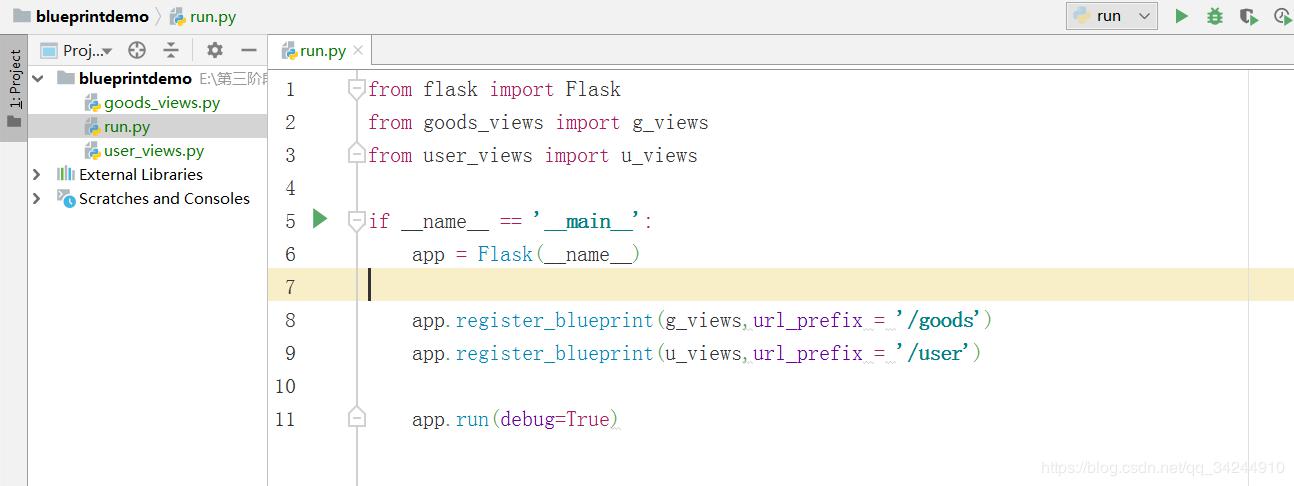 blueprintdemo run.py run
Proj... run.py
1: Project
blueprintdemo E:\第三阶段
goods_views.py
run.py
user_views.py
External Libraries
Scratches and Consoles
1 from flask import Flask
2 from goods_views import g_views
3 from user_views import u_views
4
5 if __name__ == '__main__':
6 app = Flask(__name__)
7
8 app.register_blueprint(g_views,url_prefix = '/goods')
9 app.register_blueprint(u_views,url_prefix = '/user')
10
11 app.run(debug=True)
https://blog.csdn.net/qq_34244910